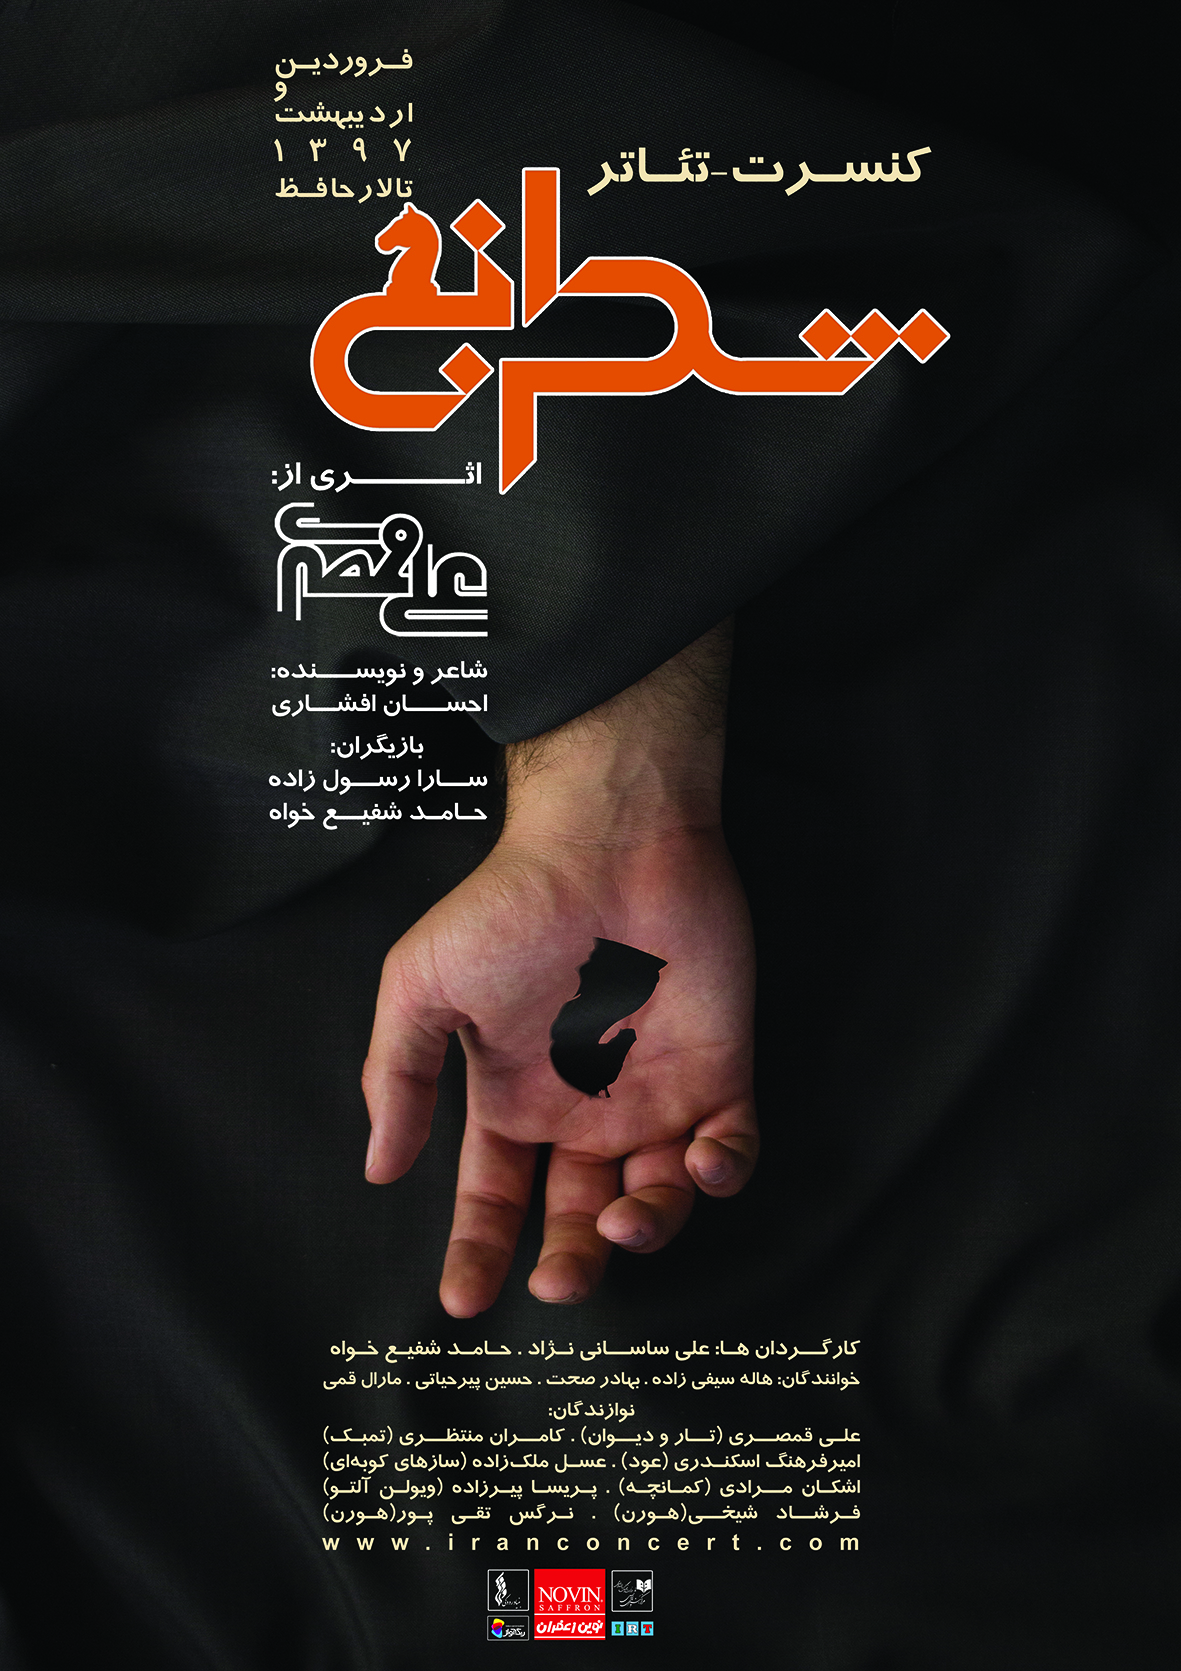 فروردین
و
اردیبهشت
۱۳۹۷
تالار حافظ
کنسرت-تئاتر
شطرانجی
اثری از:
علی قمصری
شاعر و نویسنده:
احسان افشاری
بازیگران:
سارا رسول زاده
حامد شفیع خواه
کارگردان ها: علی ساسانی نژاد . حامد شفیع خواه
خوانندگان: هاله سیفی زاده . بهادر صحت . حسین پیرحیاتی . مارال قمی
نوازندگان:
علی قمصری (تار و دیوان) . کامران منتظری (تمبک)
امیرفرهنگ اسکندری (عود) . عسل ملک‌زاده (سازهای کوبه‌ای)
اشکان مرادی (کمانچه) . پریسا پیرزاده (ویولن آلتو)
فرشاد شیخی(هورن) . نرگس تقی پور(هورن)
www.iranconcert.com
بنیاد رودکی
NOVIN
SAFFRON
نوین زعفران
IRT